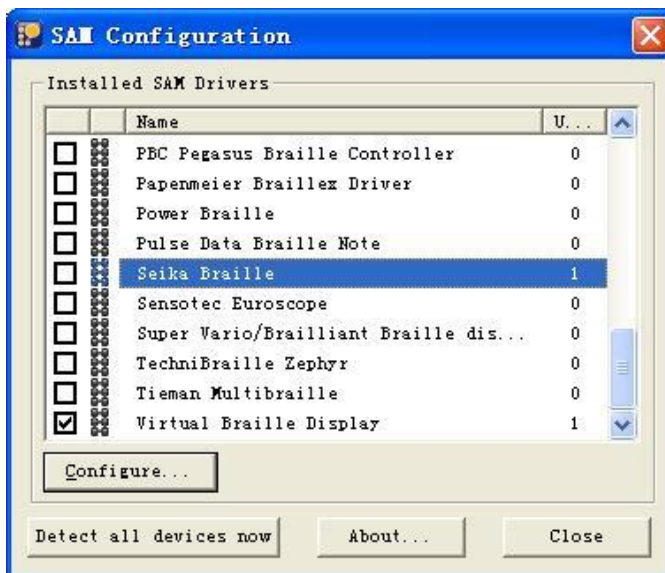 SAM Configuration
Installed SAM Drivers
Name U...
PBC Pegasus Braille Controller 0
Papenmeier Braillex Driver 0
Power Braille 0
Pulse Data Braille Note 0
Seika Braille 1
Sensotec Euroscope 0
Super Vario/Brailliant Braille dis... 0
TechniBraille Zephyr 0
Tieman Multibraille 0
Virtual Braille Display 1
Configure...
Detect all devices now About... Close